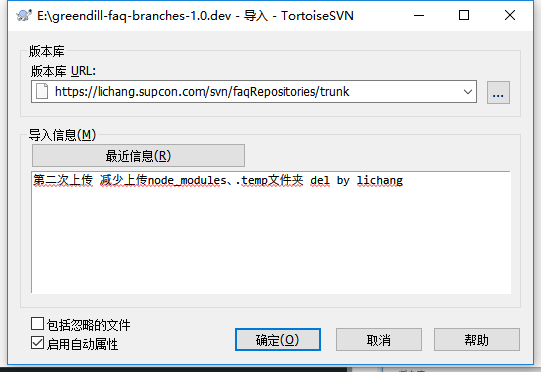 E:\greendill-faq-branches-1.0.dev - 导入 - TortoiseSVN
版本库
版本库 URL:
https://lichang.supcon.com/svn/faqRepositories/trunk
...
导入信息(M)
最近信息(R)
第二次上传 减少上传node_modules、.temp文件夹 del by lichang
包括忽略的文件
启用自动属性
确定(O)
取消
帮助